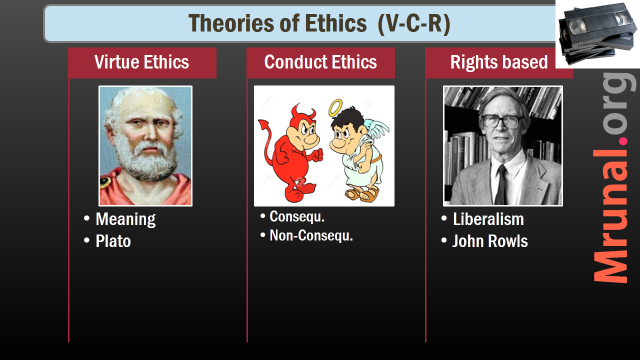 Theories of Ethics (V-C-R)
Virtue Ethics
• Meaning
• Plato
Conduct Ethics
• Consequ.
• Non-Consequ.
Rights based
• Liberalism
• John Rowls
Mrunal.org